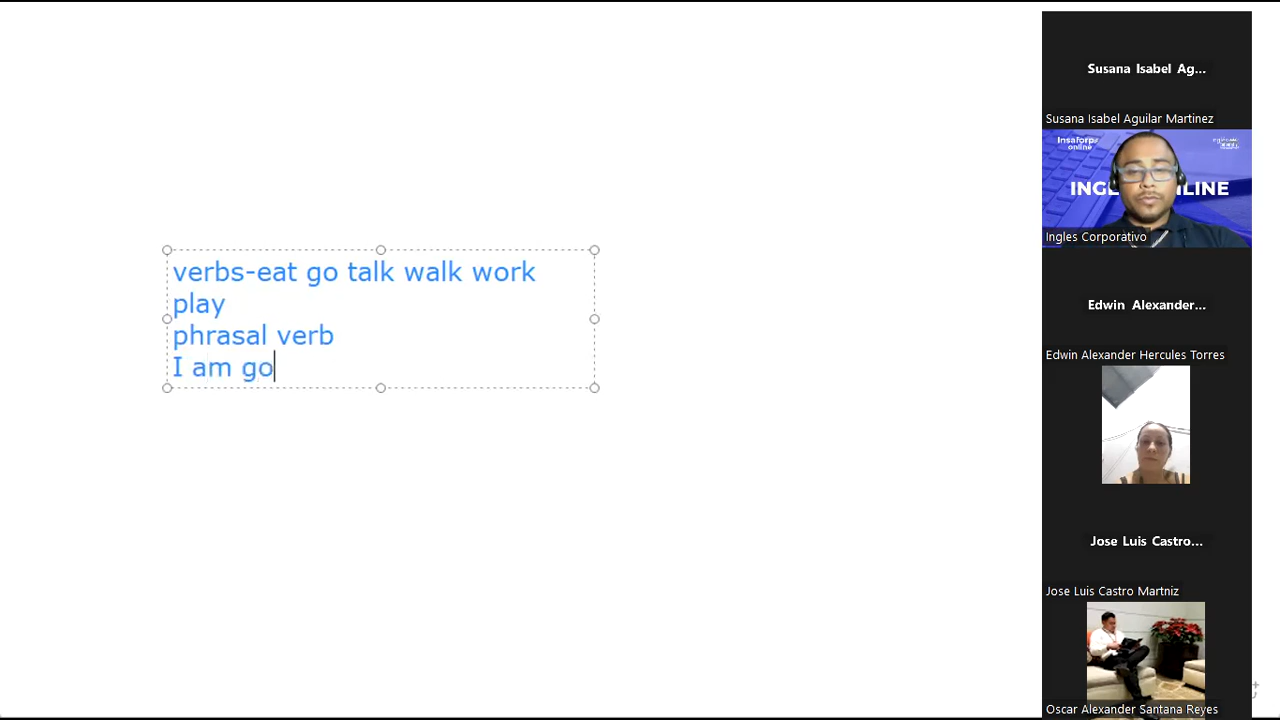 verbs-eat go talk walk work
play
phrasal verb
I am go
Susana Isabel Ag...
Susana Isabel Aguilar Martinez
Insaforp
online
INGL
LINE
Ingles Corporativo
Edwin Alexander...
Edwin Alexander Hercules Torres
Jose Luis Castro...
Jose Luis Castro Martniz
Oscar Alexander Santana Reyes